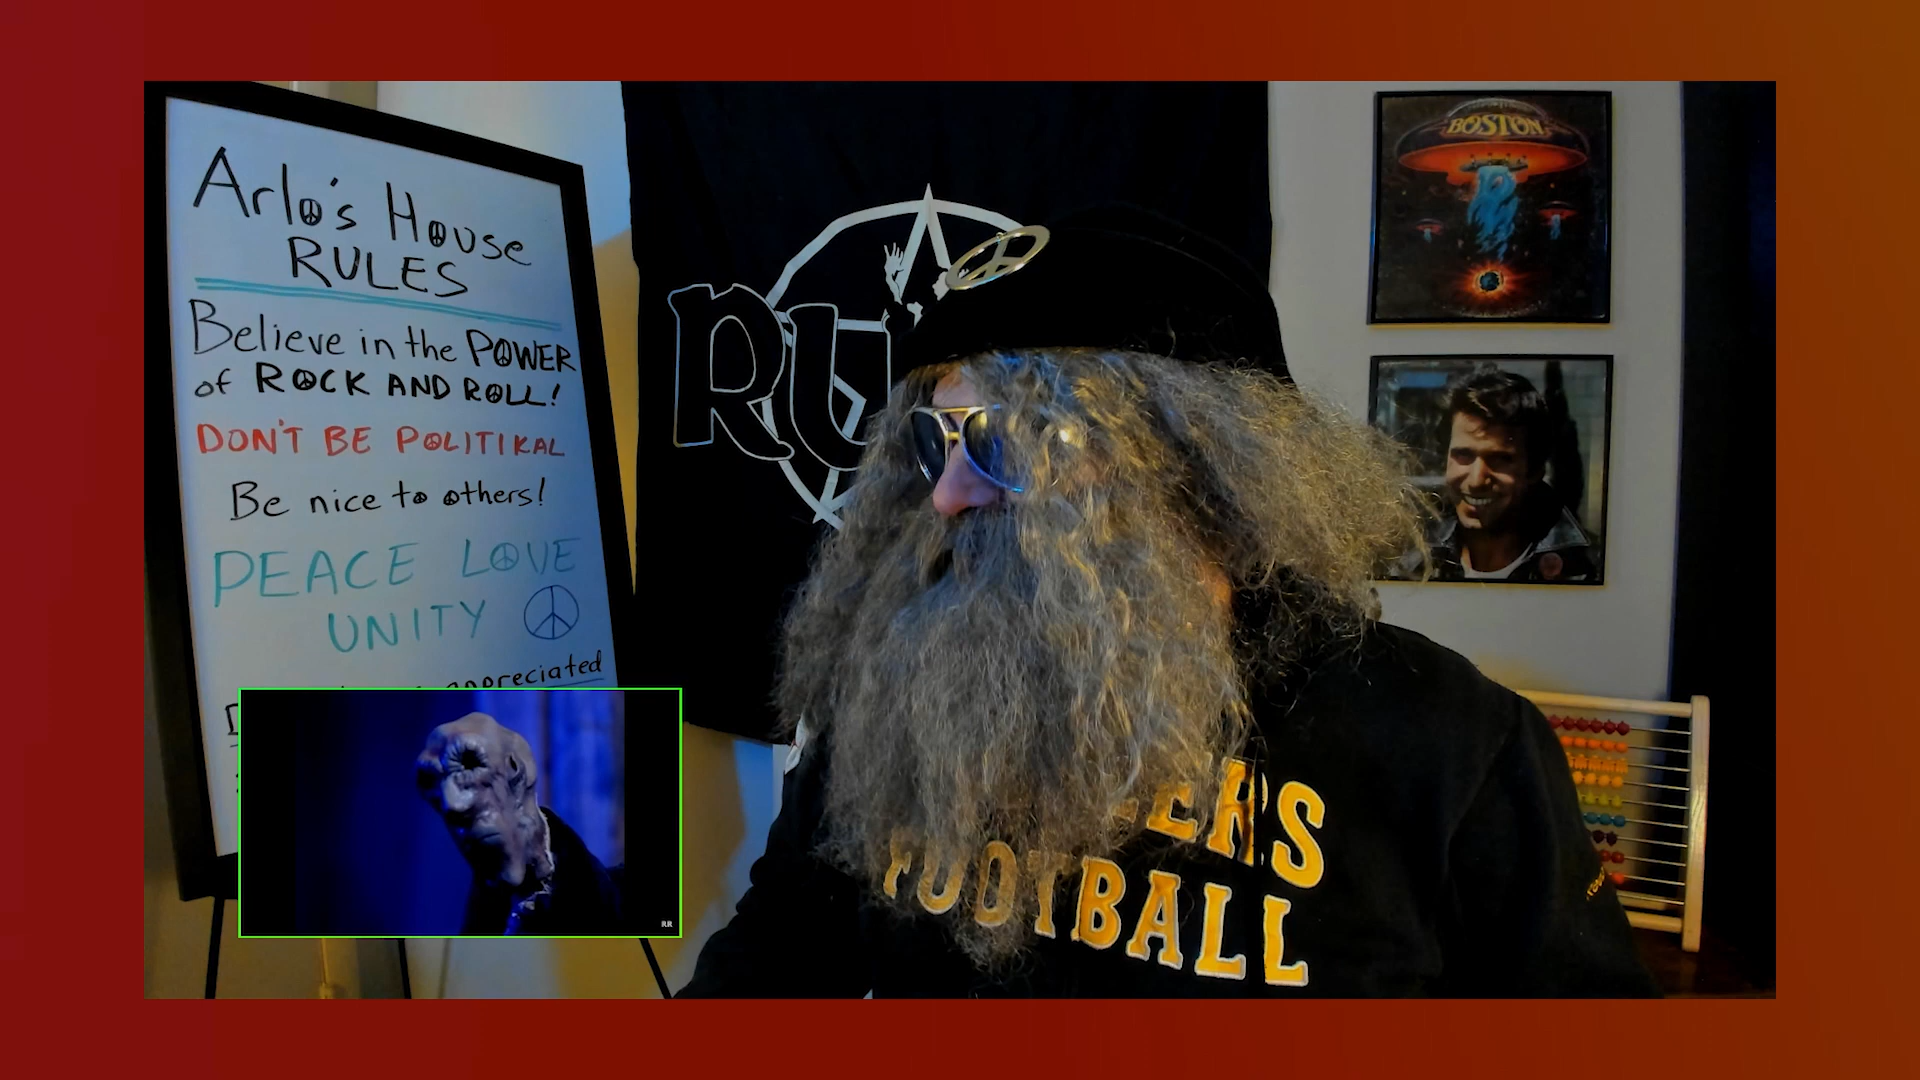 Arlo's House
RULES
Believe in the POWER
of ROCK AND ROLL!
DON'T BE POLITIKAL
Be nice to others!
PEACE LOVE
UNITY
appreciated
RU
BOSTON
FOOTBALL
RR